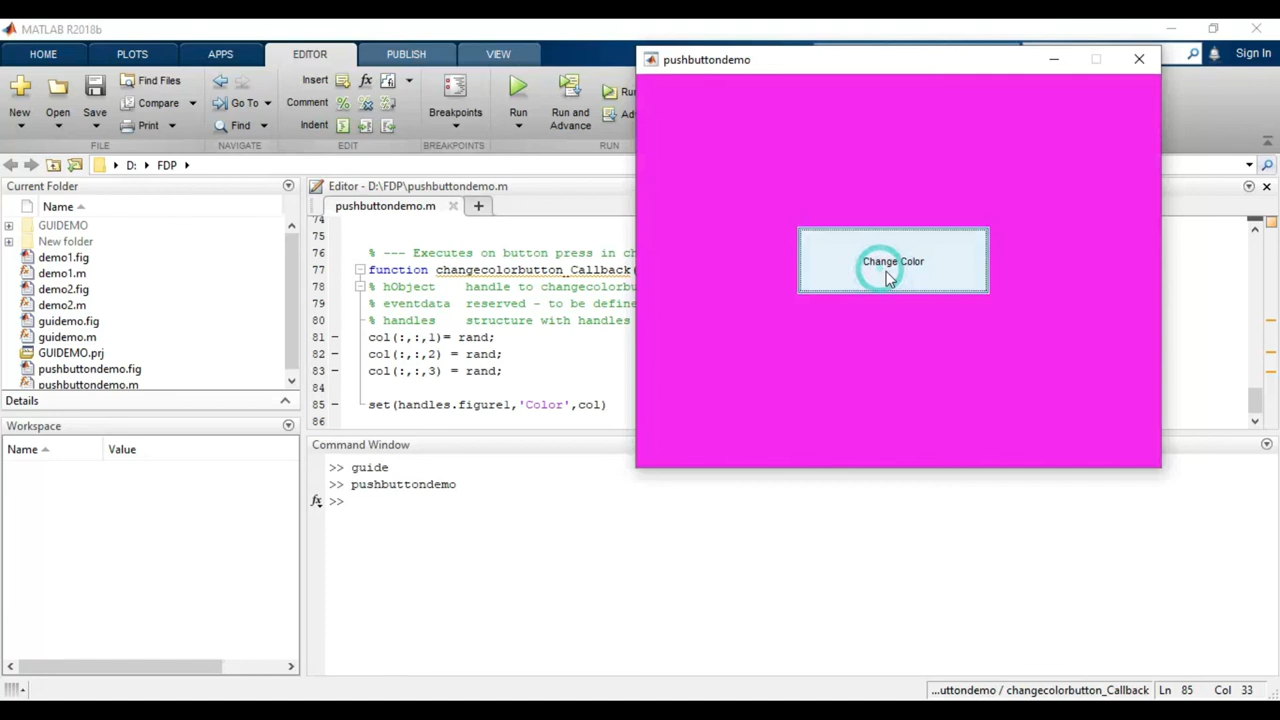 MATLAB R2018b
HOME
PLOTS
APPS
EDITOR
PUBLISH
VIEW
Sign In
New
Open
Save
Find Files
Compare
Print
FILE
Go To
Find
NAVIGATE
Insert
Comment
Indent
EDIT
Breakpoints
BREAKPOINTS
Run
Run and Advance
RUN
D:
FDP
Current Folder
Name
GUIDEMO
New folder
demo1.fig
demo1.m
demo2.fig
demo2.m
guidemo.fig
guidemo.m
GUIDEMO.prj
pushbuttondemo.fig
pushbuttondemo.m
Details
Workspace
Name
Value
Editor - D:\FDP\pushbuttondemo.m
pushbuttondemo.m
74
75
76 % --- Executes on button press in
77 function changecolorbutton_Callback(
78 % hObject handle to
79 % eventdata reserved - to be
80 % handles structure with handles
81 col(:,:,1)= rand;
82 col(:,:,2) = rand;
83 col(:,:,3) = rand;
84
85 set(handles.figure1,'Color',col)
86
Command Window
>> guide
>> pushbuttondemo
fx >>
pushbuttondemo
Change Color
...uttondemo / changecolorbutton_Callback
Ln 85 Col 33